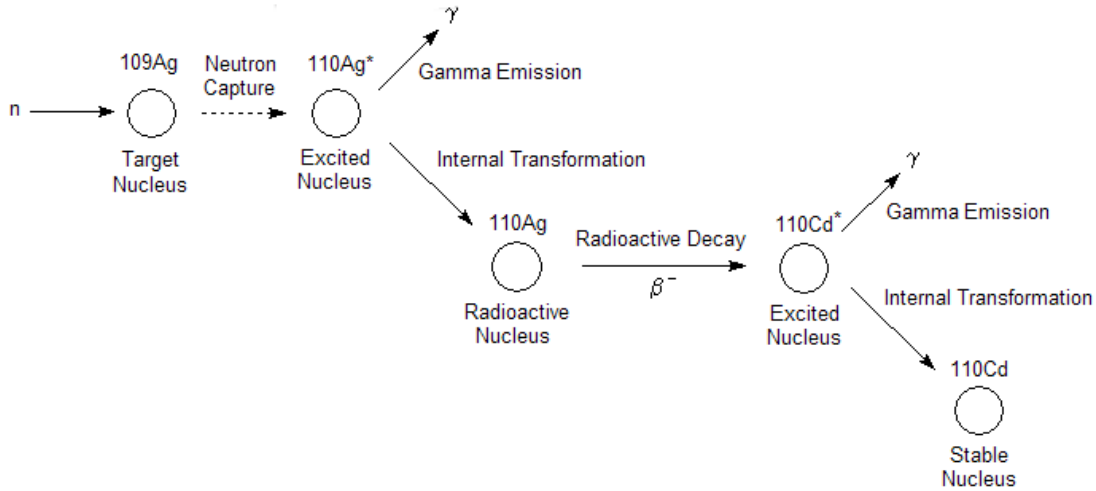 n
109Ag
Target
Nucleus
Neutron
Capture
110Ag*
Excited
Nucleus
γ
Gamma Emission
Internal Transformation
110Ag
Radioactive
Nucleus
Radioactive Decay
β⁻
110Cd*
Excited
Nucleus
γ
Gamma Emission
Internal Transformation
110Cd
Stable
Nucleus